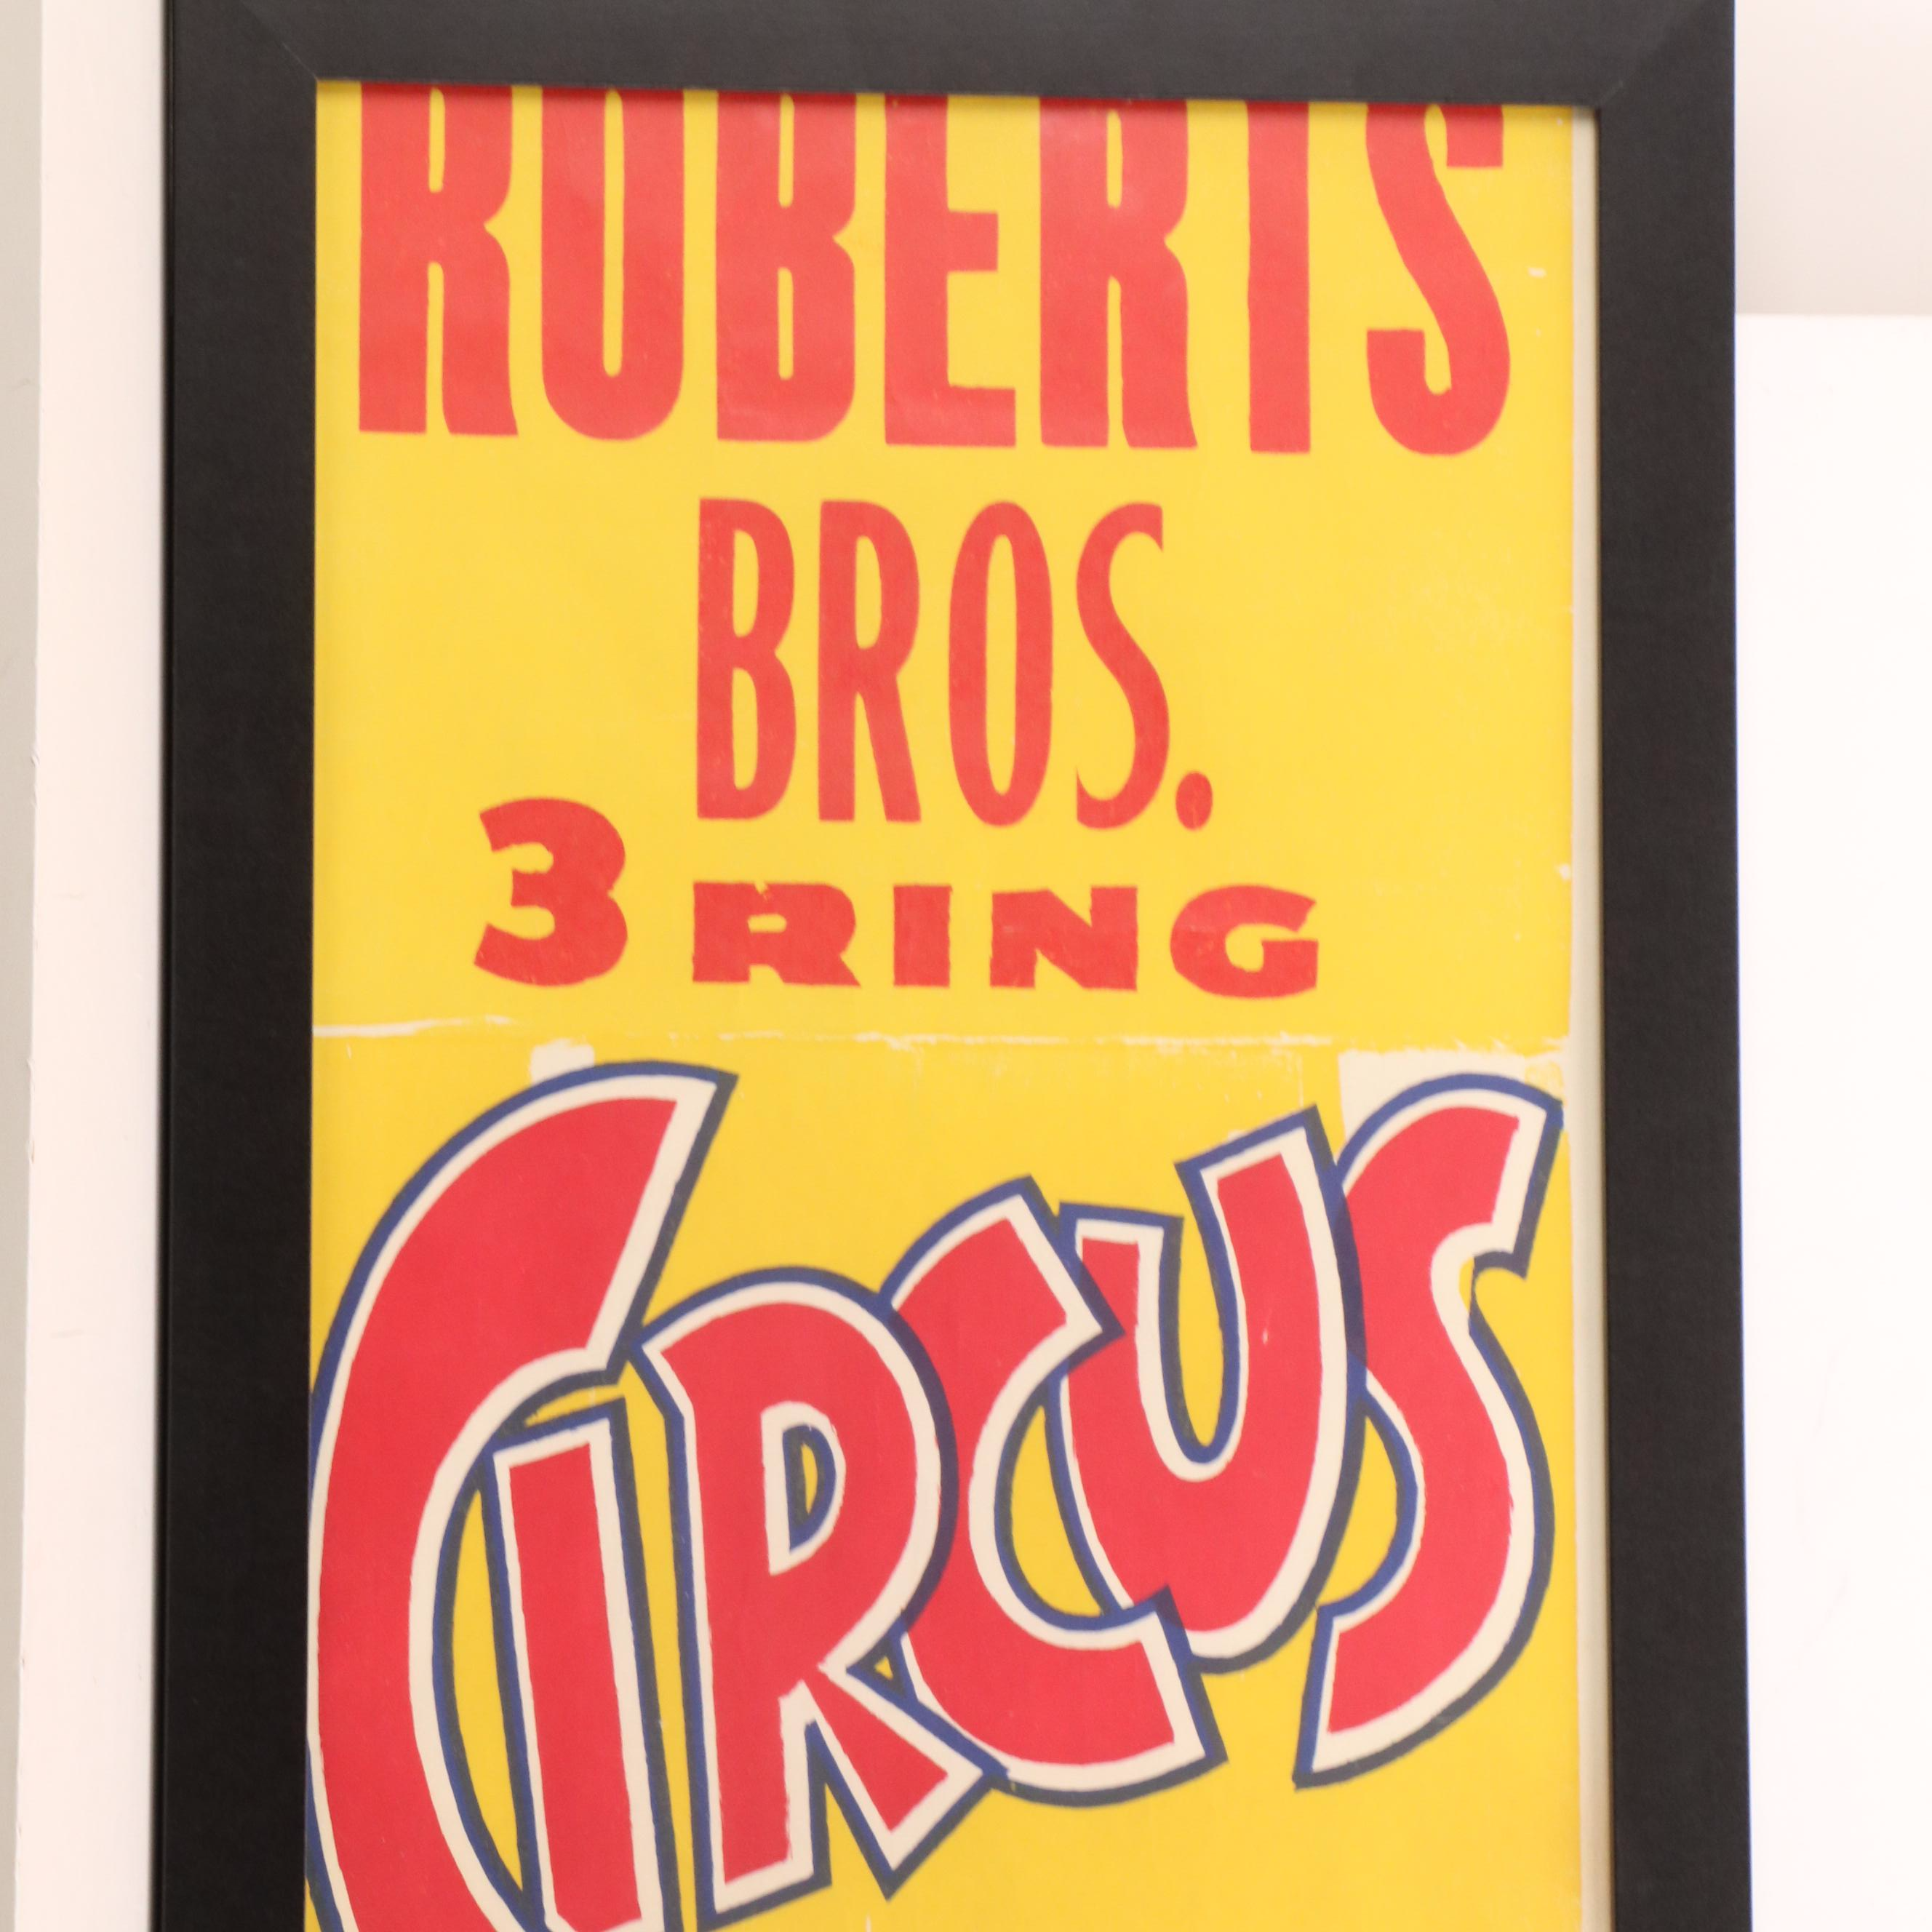 ROBERTS
BROS.
3 RING
CIRCUS